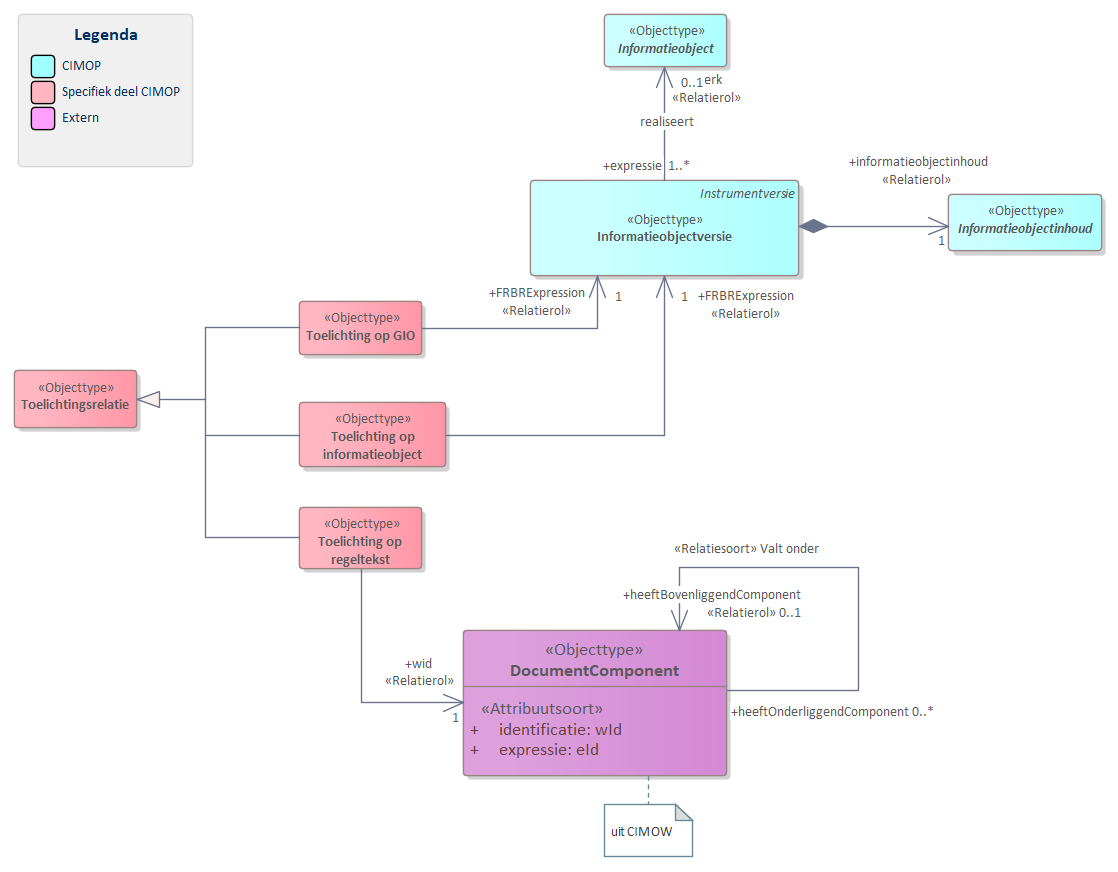 Legenda
CIMOP
Specifiek deel CIMOP
Extern
«Objecttype»
Informatieobject
0..1 erk
«Relatierol»
realiseert
+expressie 1..*
Instrumentversie
«Objecttype»
Informatieobjectversie
+informatieobjectinhoud
«Relatierol»
1
«Objecttype»
Informatieobjectinhoud
+FRBRExpression
«Relatierol»
1
1
+FRBRExpression
«Relatierol»
«Objecttype»
Toelichting op GIO
«Objecttype»
Toelichtingsrelatie
«Objecttype»
Toelichting op
informatieobject
«Objecttype»
Toelichting op
regeltekst
«Relatiesoort» Valt onder
+heeftBovenliggendComponent
«Relatierol» 0..1
+wid
«Relatierol»
1
«Objecttype»
DocumentComponent
«Attribuutsoort»
+ identificatie: wId
+ expressie: eId
+heeftOnderliggendComponent 0..*
uit CIMOW